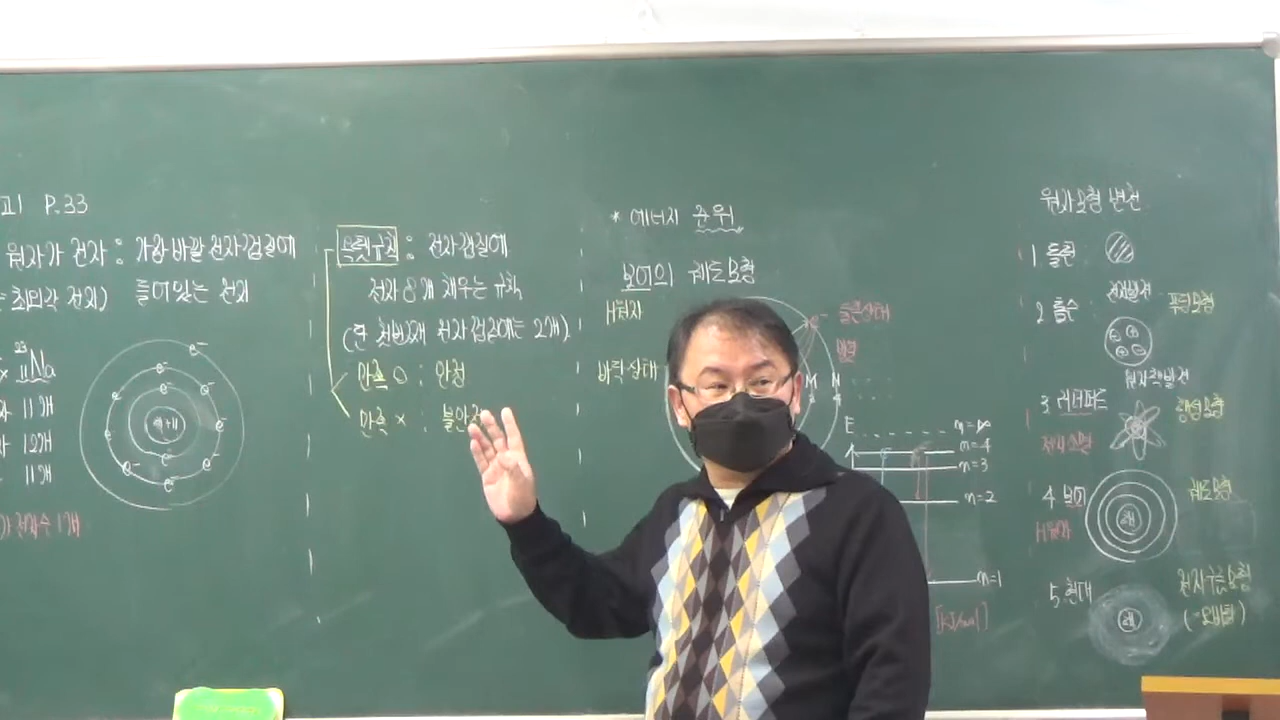 P.33
원자가 전자 : 가장 바깥 전자껍질에
들어있는 전자
= 최외각 전자)
23
11Na
11개
12개
11개
전자수 1개
e⁻ e⁻ e⁻ e⁻ e⁻ e⁻ e⁻ e⁻
옥텟규칙 : 전자껍질에
전자 8개 채우는 규칙
(단 첫번째 전자껍질에는 2개)
만족 O : 안정
만족 × : 불안정
* 에너지 준위
보어의 궤도모형
H원자
바닥상태
e⁻
들뜬상태
M N
E
n=∞
n=4
n=3
n=2
n=1
[kJ/mol]
원자모형 변천
1 돌턴
2 톰슨
전자발견
푸딩모형
원자핵발견
3 러더퍼드
행성모형
4 보어
궤도모형
H원자
핵
5. 현대
핵
전자구름모형
(=오비탈)